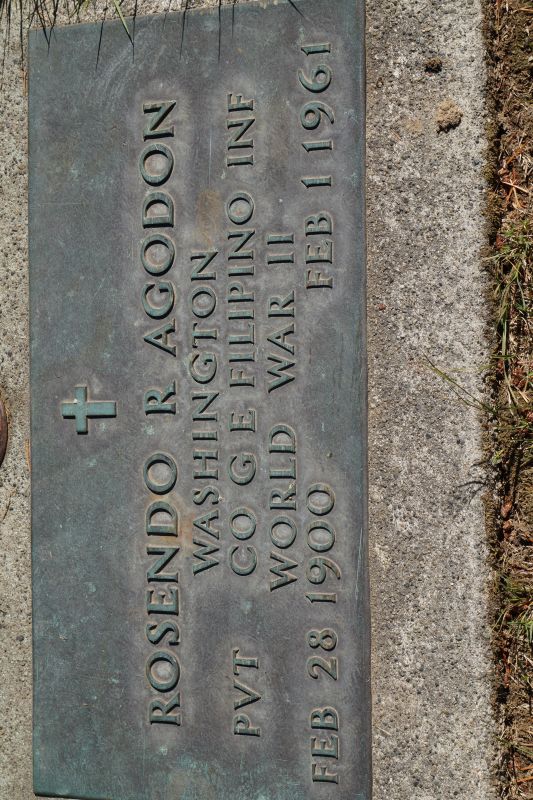 ROSENDO R AGODON
WASHINGTON
PVT CO G E FILIPINO INF
WORLD WAR II
FEB 28 1900 FEB 1 1961